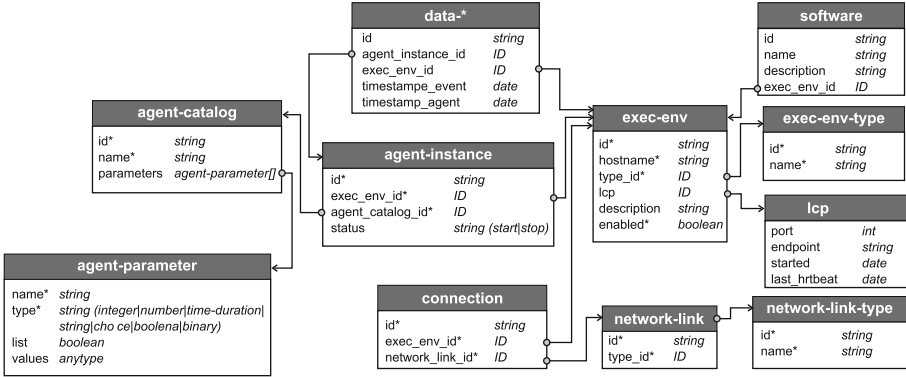 data-*
id string
agent_instance_id ID
exec_env_id ID
timestampe_event date
timestamp_agent date
software
id string
name string
description string
exec_env_id ID
agent-catalog
id* string
name* string
parameters agent-parameter[]
agent-instance
id* string
exec_env_id* ID
agent_catalog_id* ID
status string (start|stop)
exec-env
id* string
hostname* string
type_id* ID
lcp ID
description string
enabled* boolean
exec-env-type
id* string
name* string
lcp
port int
endpoint string
started date
last_hrtbeat date
agent-parameter
name* string
type* string (integer|number|time-duration|
string|cho ce|boolena|binary)
list boolean
values anytype
connection
id* string
exec_env_id* ID
network_link_id* ID
network-link
id* string
type_id* ID
network-link-type
id* string
name* string